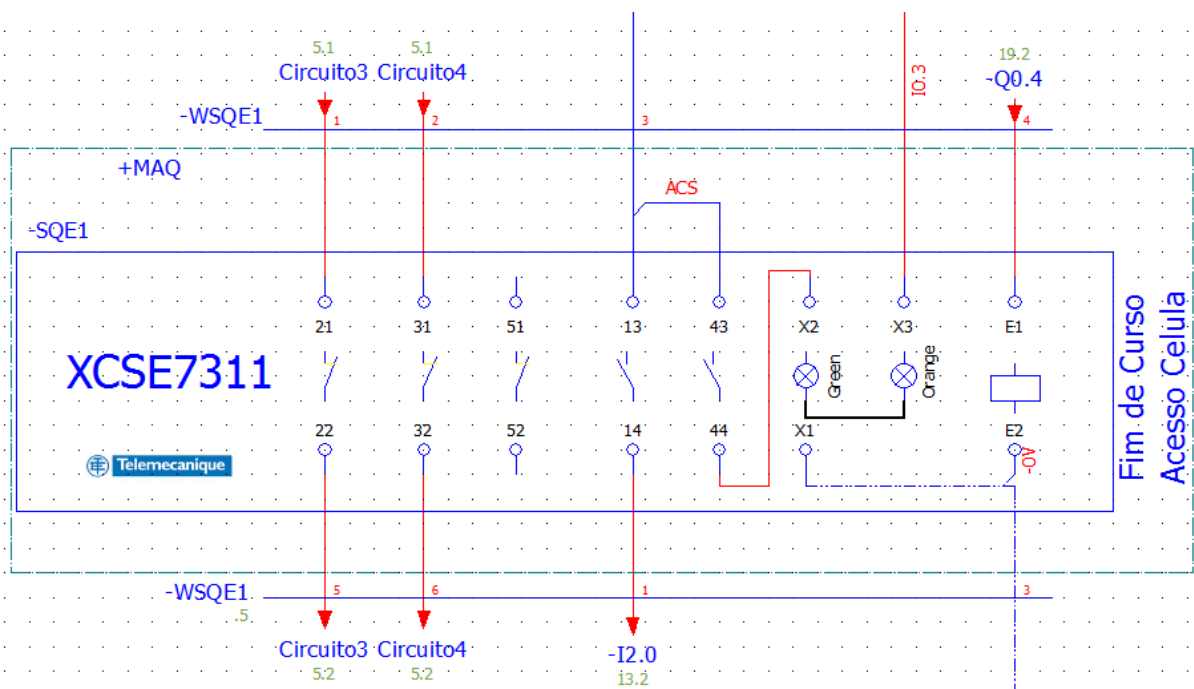 5.1 5.1
Circuito3 Circuito4
19.2
-Q0.4
I0.3
-WSQE1 1 2 3 4
+MAQ
ACS
-SQE1
21 31 51 13 43 X2 X3 E1
XCSE7311
Green
Orange
22 32 52 14 44 X1 E2
Telemecanique
-0V
Fim de Curso
Acesso Celula
-WSQE1 5 6 1 3
.5
Circuito3 Circuito4 -I2.0
5.2 5.2 13.2